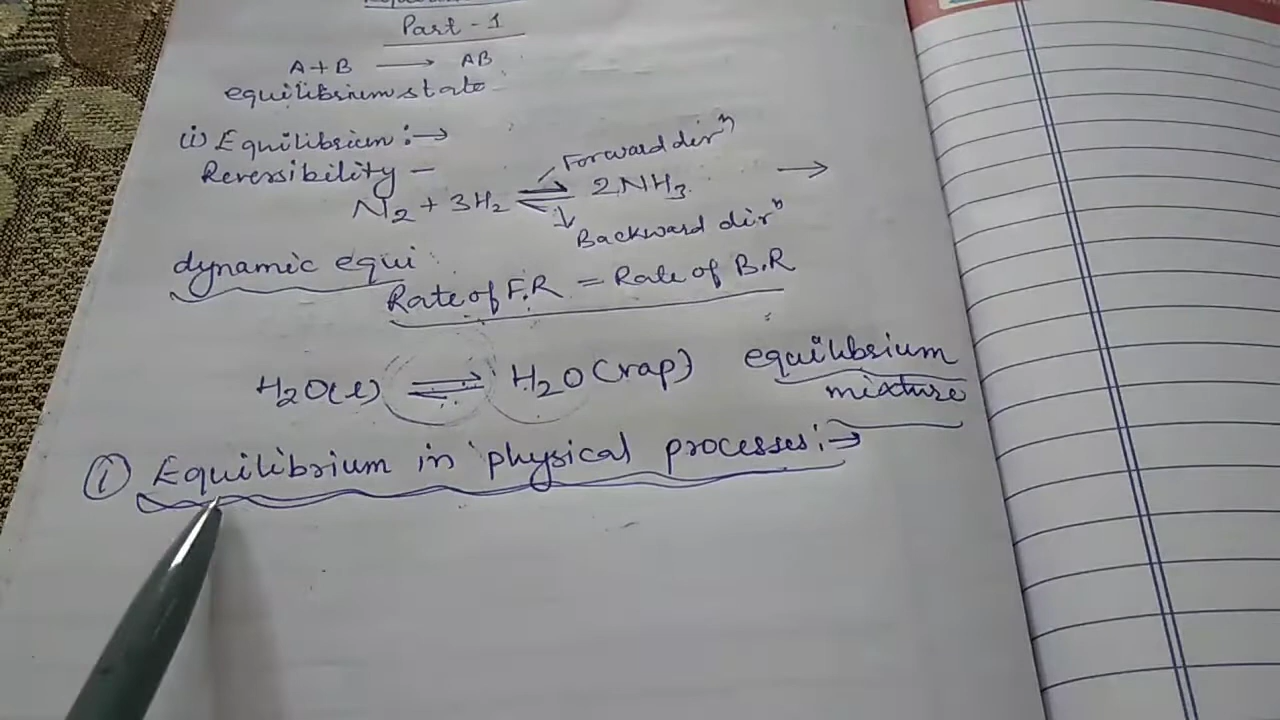 Part - 1
A + B ⟶ AB
equilibrium state
(i) Equilibrium :→
Reversibility –
Forward dirⁿ
N₂ + 3H₂ ⇌ 2NH₃ →
Backward dirⁿ
dynamic equi
Rate of F.R = Rate of B.R
H₂O(l) ⇌ H₂O(vap) equilibrium
mixture
① Equilibrium in physical processes :→